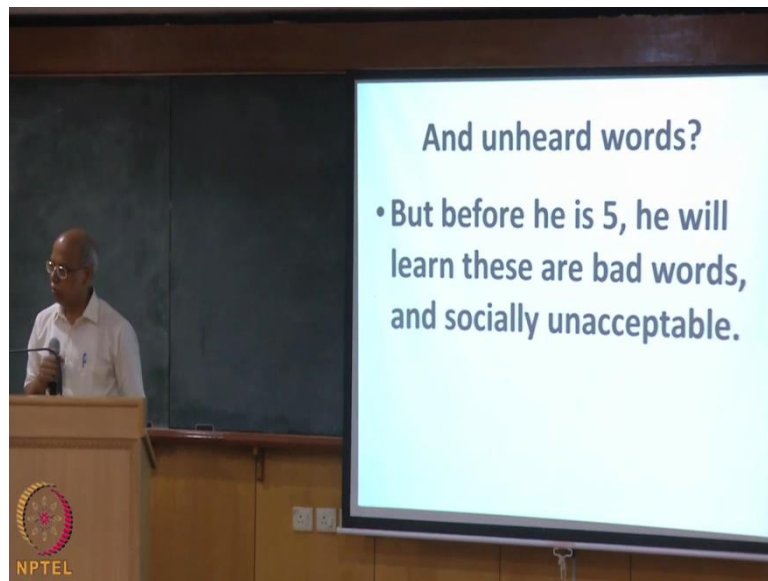 And unheard words?
• But before he is 5, he will
learn these are bad words,
and socially unacceptable.
NPTEL